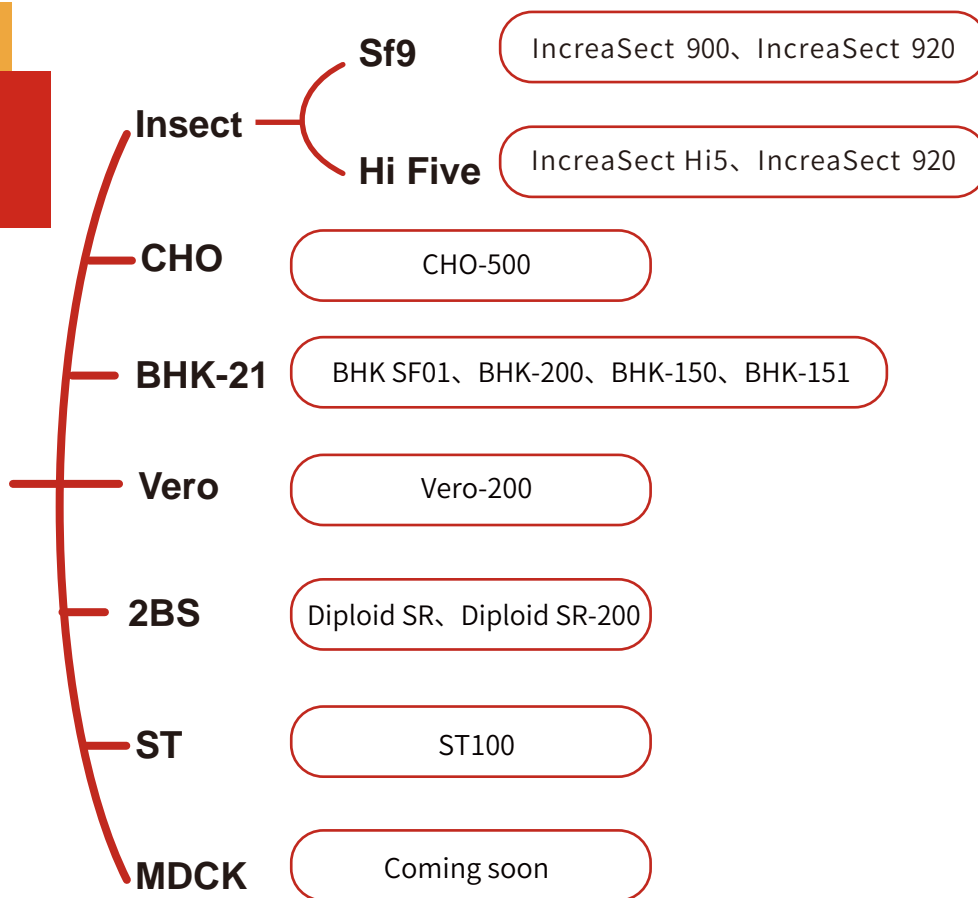 Sf9
IncreaSect 900、IncreaSect 920
Insect
Hi Five
IncreaSect Hi5、IncreaSect 920
CHO
CHO-500
BHK-21
BHK SF01、BHK-200、BHK-150、BHK-151
Vero
Vero-200
2BS
Diploid SR、Diploid SR-200
ST
ST100
MDCK
Coming soon